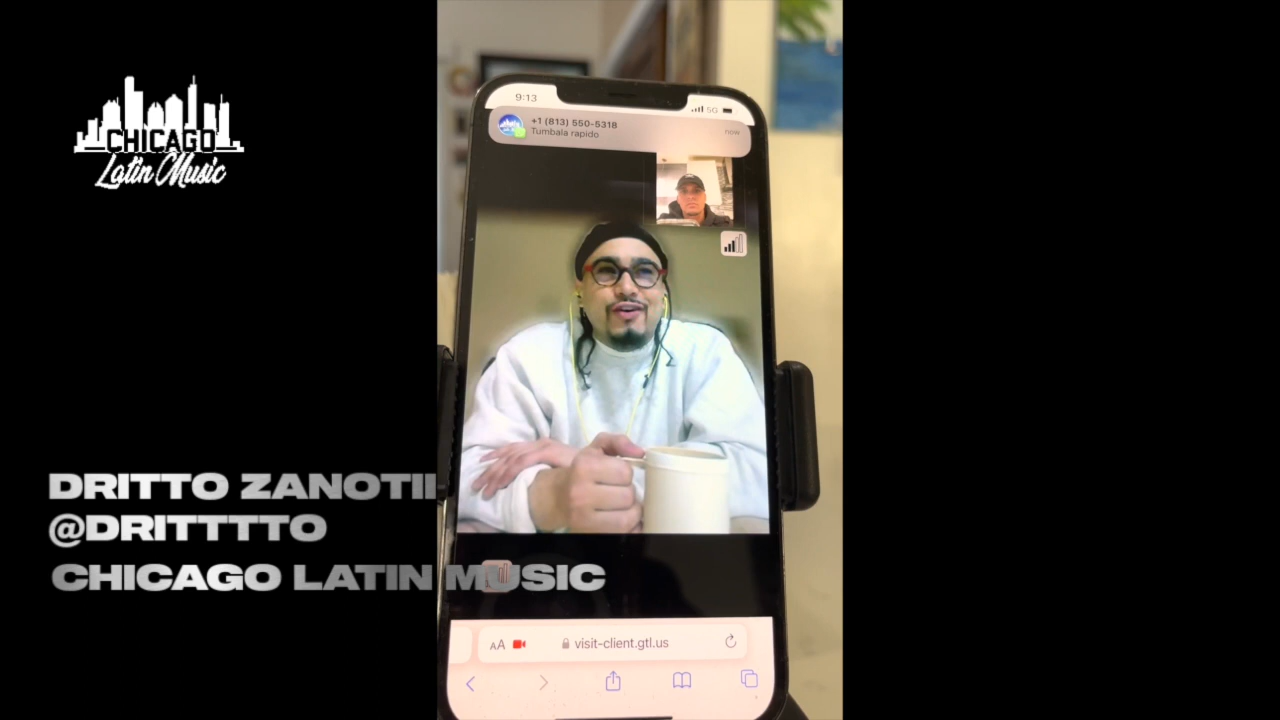 CHICAGO
Latin Music
9:13
5G
+1 (813) 550-5318
now
Tumbala rapido
DRITTO ZANOTII
@DRITTTTO
CHICAGO LATIN MUSIC
AA
visit-client.gtl.us